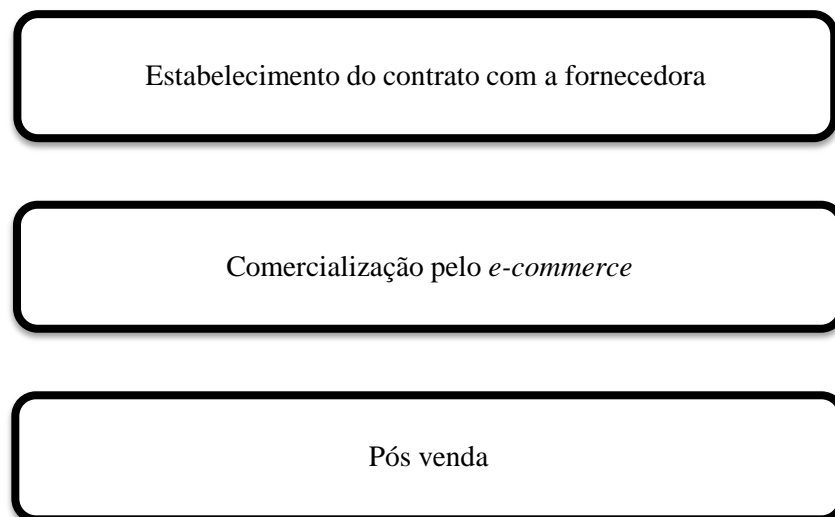 Estabelecimento do contrato com a fornecedora
Comercialização pelo e-commerce
Pós venda